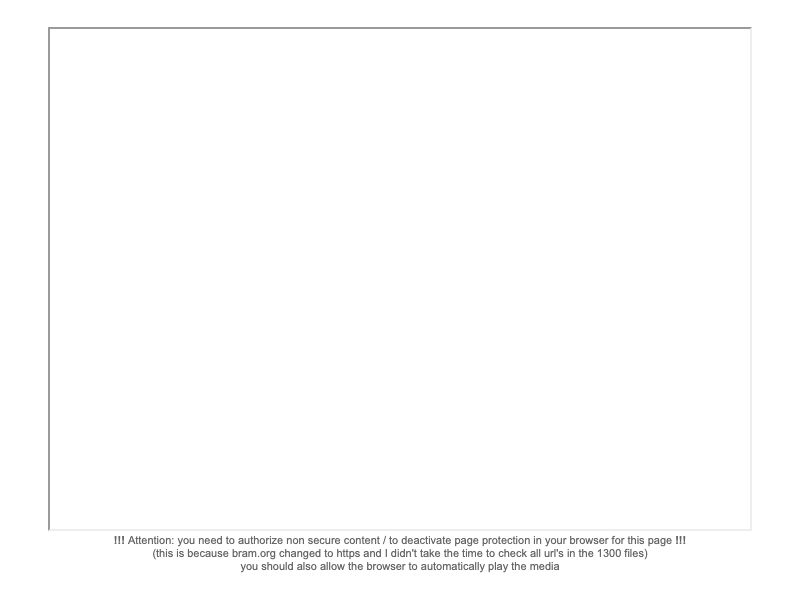 !!! Attention: you need to authorize non secure content / to deactivate page protection in your browser for this page !!!
(this is because bram.org changed to https and I didn't take the time to check all url's in the 1300 files)
you should also allow the browser to automatically play the media